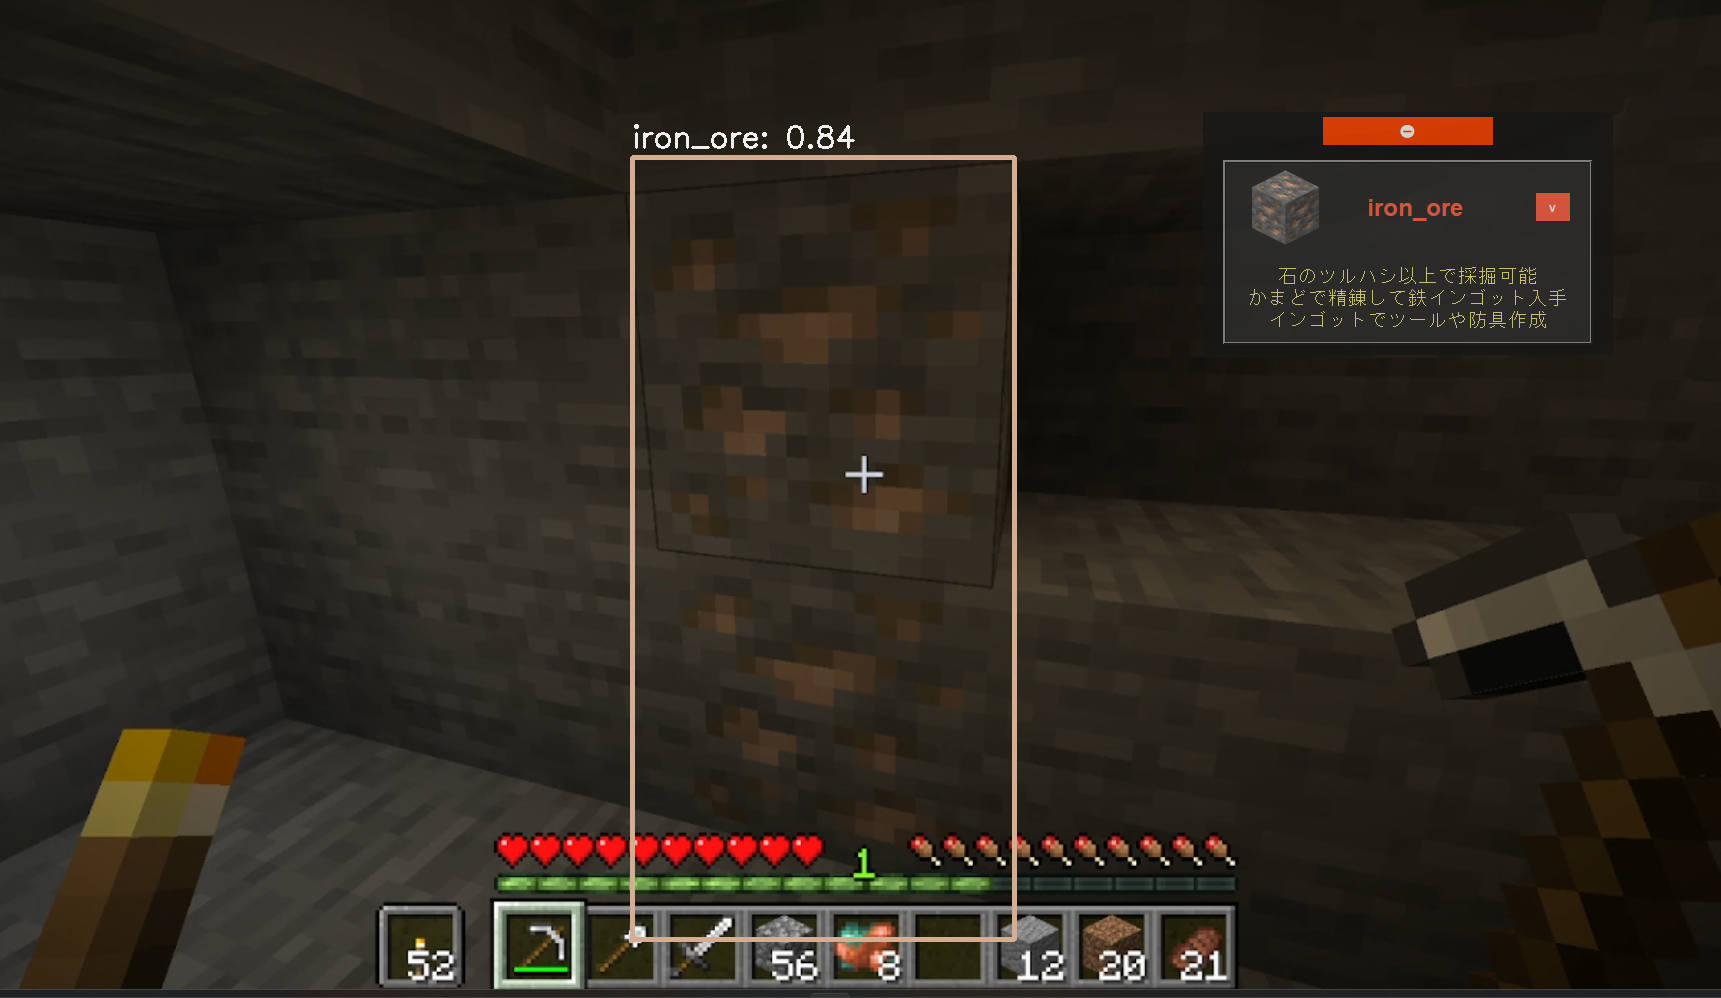 iron_ore: 0.84
iron_ore
v
石のツルハシ以上で採掘可能
かまどで精錬して鉄インゴット入手
インゴットでツールや防具作成
1
52
56
8
12
20
21